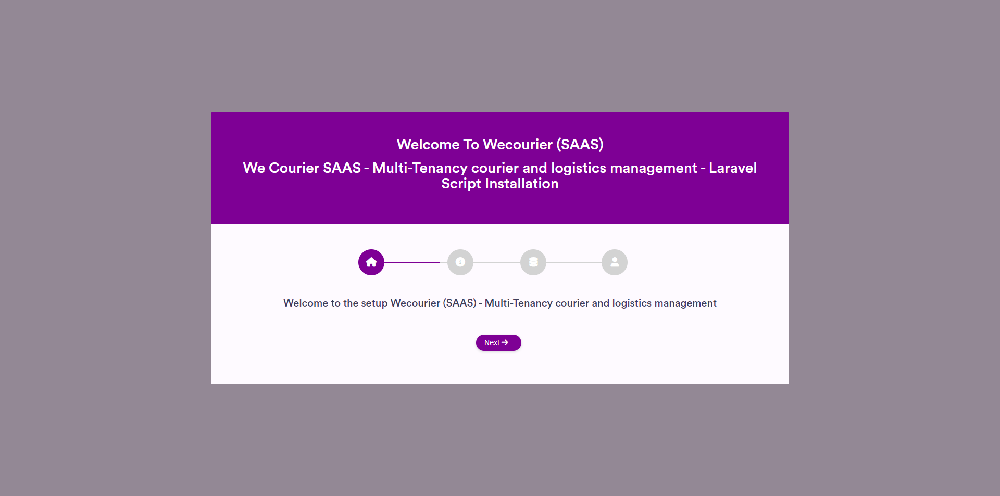 Welcome To Wecourier (SAAS)
We Courier SAAS - Multi-Tenancy courier and logistics management - Laravel
Script Installation
Welcome to the setup Wecourier (SAAS) - Multi-Tenancy courier and logistics management
Next